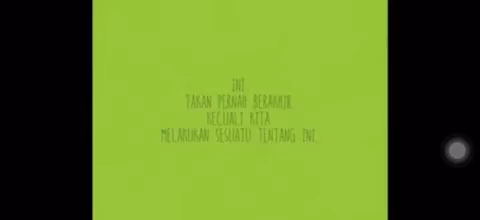 INI
TAKAN PERNAH BERAKHIR
KECUALI KITA
MELAKUKAN SESUATU TENTANG INI.